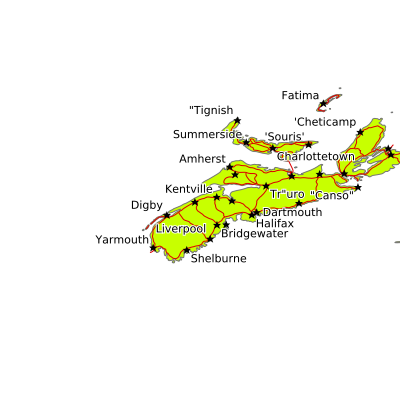 Fatima
"Tignish
'Cheticamp
Summerside
'Souris'
Charlottetown
Amherst
Kentville
Tr"uro
"Canso"
Digby
Dartmouth
Halifax
Liverpool
Bridgewater
Yarmouth
Shelburne